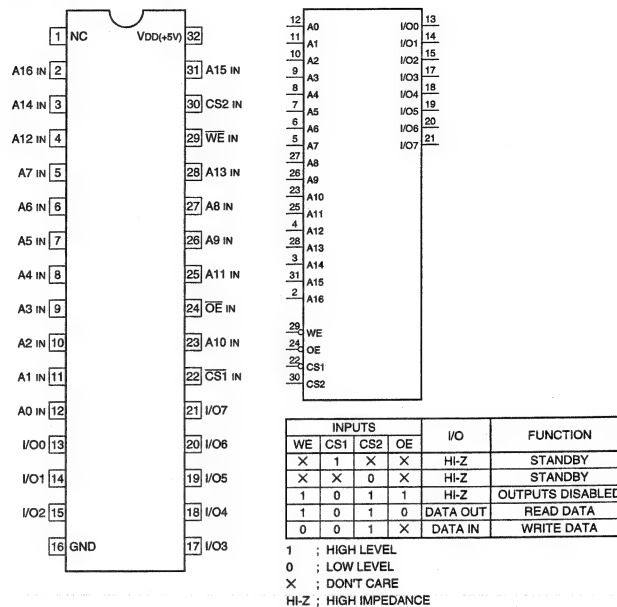 1 NC VDD(+5V) 32
A16 IN 2 31 A15 IN
A14 IN 3 30 CS2 IN
A12 IN 4 29 WE IN
A7 IN 5 28 A13 IN
A6 IN 6 27 A8 IN
A5 IN 7 26 A9 IN
A4 IN 8 25 A11 IN
A3 IN 9 24 OE IN
A2 IN 10 23 A10 IN
A1 IN 11 22 CS1 IN
A0 IN 12 21 I/O7
I/O0 13 20 I/O6
I/O1 14 19 I/O5
I/O2 15 18 I/O4
16 GND 17 I/O3
12 A0 I/O0 13
11 A1 I/O1 14
10 A2 I/O2 15
9 A3 I/O3 17
8 A4 I/O4 18
7 A5 I/O5 19
6 A6 I/O6 20
5 A7 I/O7 21
27 A8
26 A9
23 A10
25 A11
4 A12
28 A13
3 A14
31 A15
2 A16
29 WE
24 OE
22 CS1
30 CS2
INPUTS I/O FUNCTION
WE CS1 CS2 OE
× 1 × × HI-Z STANDBY
× × 0 × HI-Z STANDBY
1 0 1 1 HI-Z OUTPUTS DISABLED
1 0 1 0 DATA OUT READ DATA
0 0 1 × DATA IN WRITE DATA
1 ; HIGH LEVEL
0 ; LOW LEVEL
× ; DON'T CARE
HI-Z ; HIGH IMPEDANCE